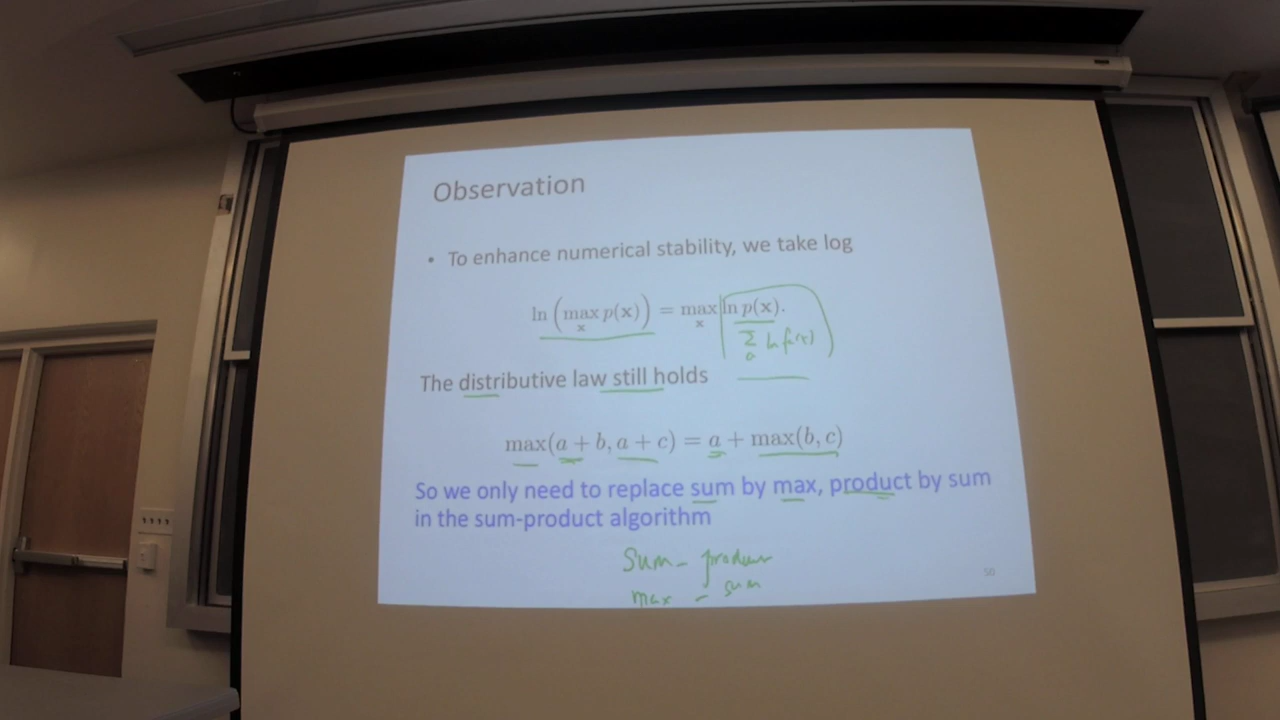 Observation
• To enhance numerical stability, we take log
ln (max p(x)) = max ln p(x).
x x
Σ ln fₐ(x)
a
The distributive law still holds
max(a + b, a + c) = a + max(b, c)
So we only need to replace sum by max, product by sum
in the sum-product algorithm
Sum - product
max - sum
50